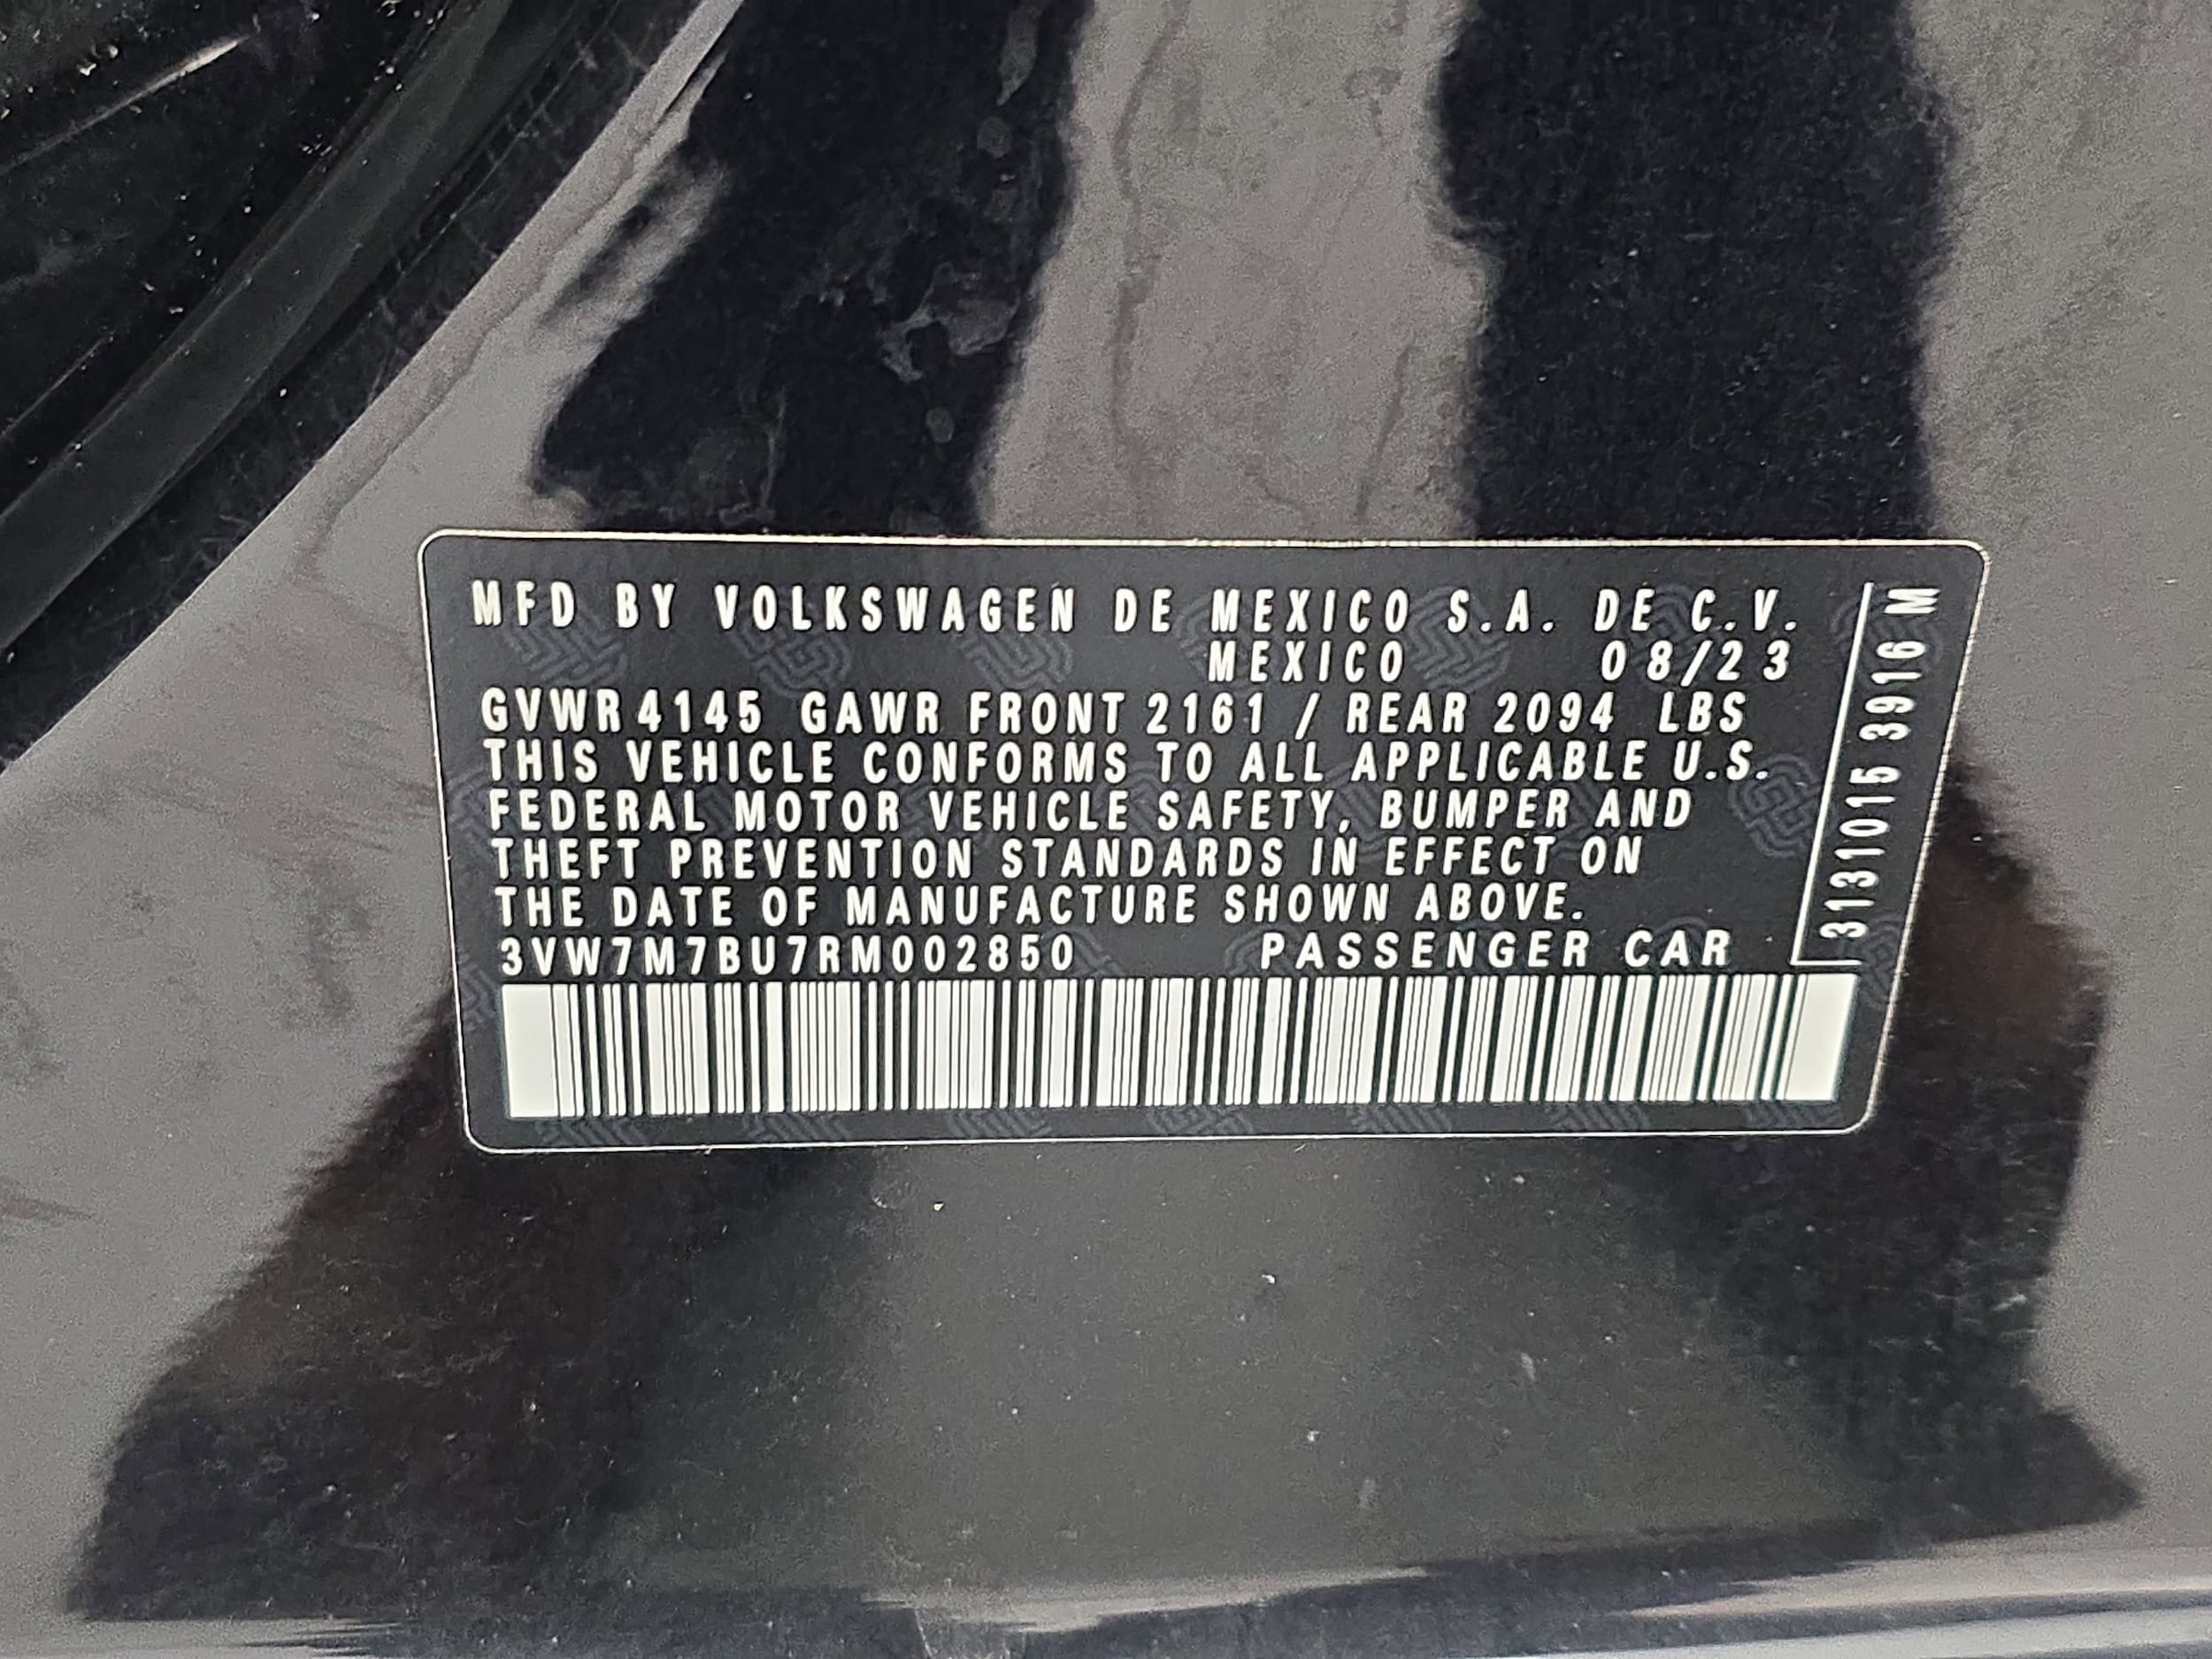 MFD BY VOLKSWAGEN DE MEXICO S.A. DE C.V.
MEXICO 08/23
GVWR 4145 GAWR FRONT 2161 / REAR 2094 LBS
THIS VEHICLE CONFORMS TO ALL APPLICABLE U.S.
FEDERAL MOTOR VEHICLE SAFETY, BUMPER AND
THEFT PREVENTION STANDARDS IN EFFECT ON
THE DATE OF MANUFACTURE SHOWN ABOVE.
3VW7M7BU7RM002850 PASSENGER CAR
3131015 3916 M